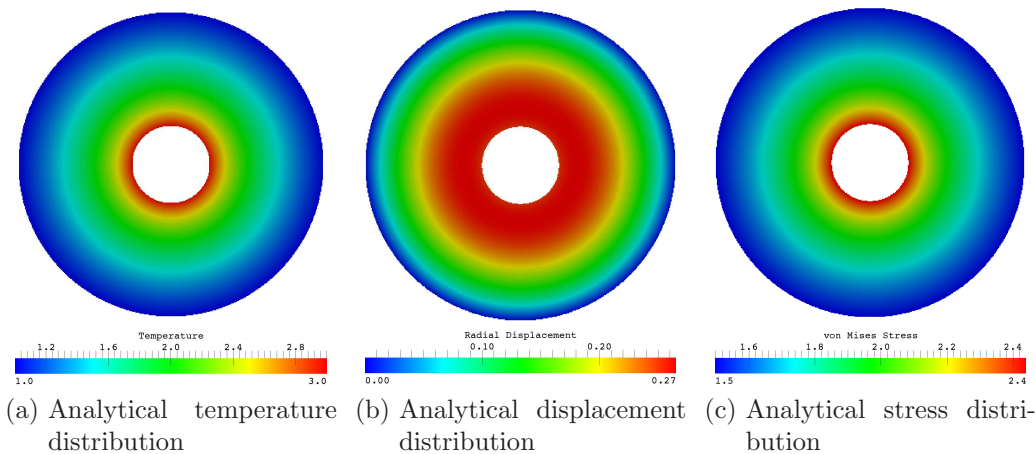 Temperature
1.2 1.6 2.0 2.4 2.8
1.0 3.0
Radial Displacement
0.10 0.20
0.00 0.27
von Mises Stress
1.6 1.8 2.0 2.2 2.4
1.5 2.4
(a) Analytical temperature
distribution
(b) Analytical displacement
distribution
(c) Analytical stress distri-
bution